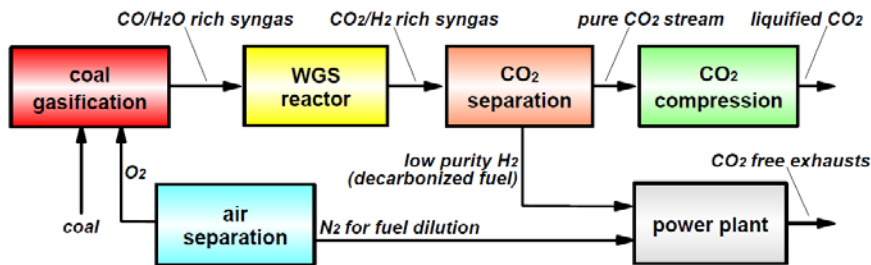 CO/H2O rich syngas
CO2/H2 rich syngas
pure CO2 stream
liquified CO2
coal
gasification
WGS
reactor
CO2
separation
CO2
compression
low purity H2
(decarbonized fuel)
CO2 free exhausts
O2
coal
air
separation
N2 for fuel dilution
power plant